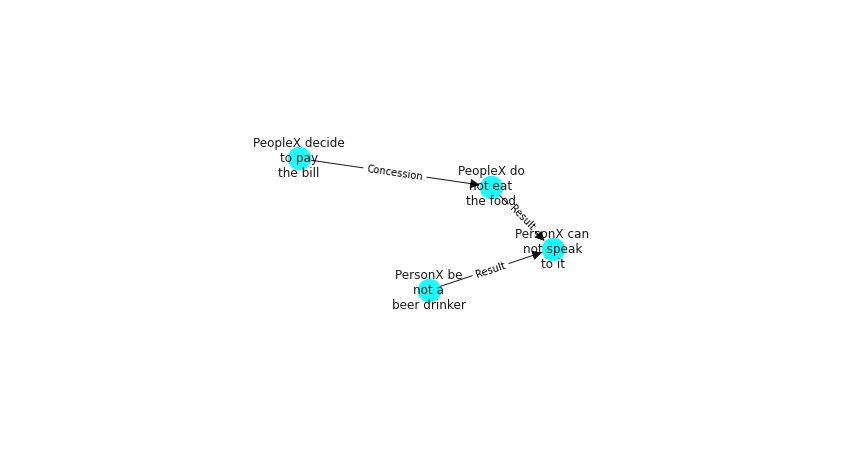 PeopleX decide
to pay
the bill
Concession
PeopleX do
not eat
the food
Result
PersonX can
not speak
to it
Result
PersonX be
not a
beer drinker